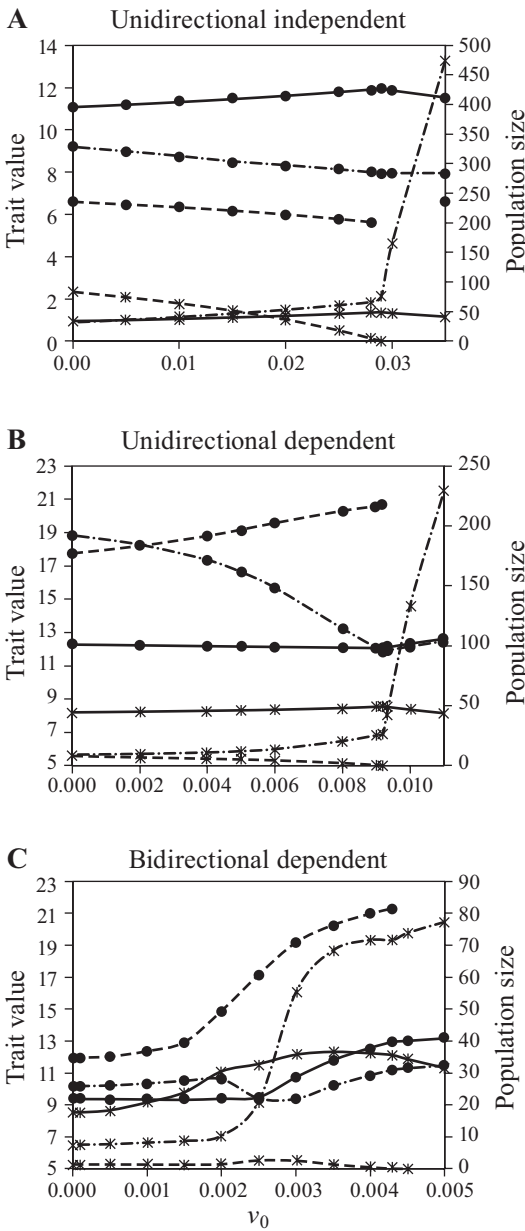 A Unidirectional independent
14 500
12 450
10 400
8 350
6 300
4 250
2 200
0 150
100
50
0
Trait value
Population size
0.00 0.01 0.02 0.03
B Unidirectional dependent
23 250
21 200
19 150
17 100
15 50
13 0
11
9
7
5
Trait value
Population size
0.000 0.002 0.004 0.006 0.008 0.010
C Bidirectional dependent
23 90
21 80
19 70
17 60
15 50
13 40
11 30
9 20
7 10
5 0
Trait value
Population size
0.000 0.001 0.002 0.003 0.004 0.005
v0